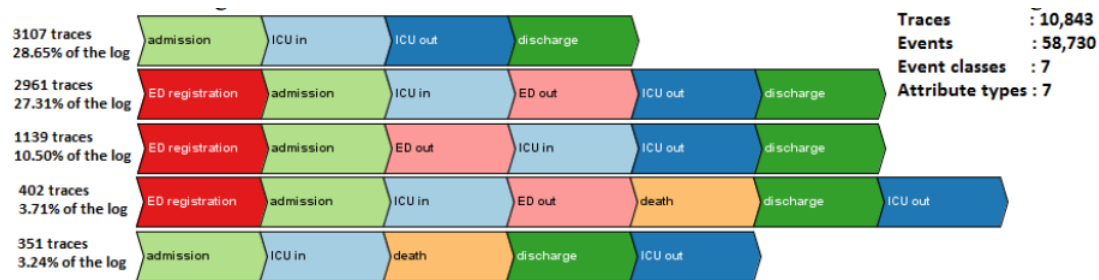 3107 traces
28.65% of the log
admission
ICU in
ICU out
discharge
Traces : 10,843
Events : 58,730
Event classes : 7
Attribute types : 7
2961 traces
27.31% of the log
ED registration
admission
ICU in
ED out
ICU out
discharge
1139 traces
10.50% of the log
ED registration
admission
ED out
ICU in
ICU out
discharge
402 traces
3.71% of the log
ED registration
admission
ICU in
ED out
death
discharge
ICU out
351 traces
3.24% of the log
admission
ICU in
death
discharge
ICU out